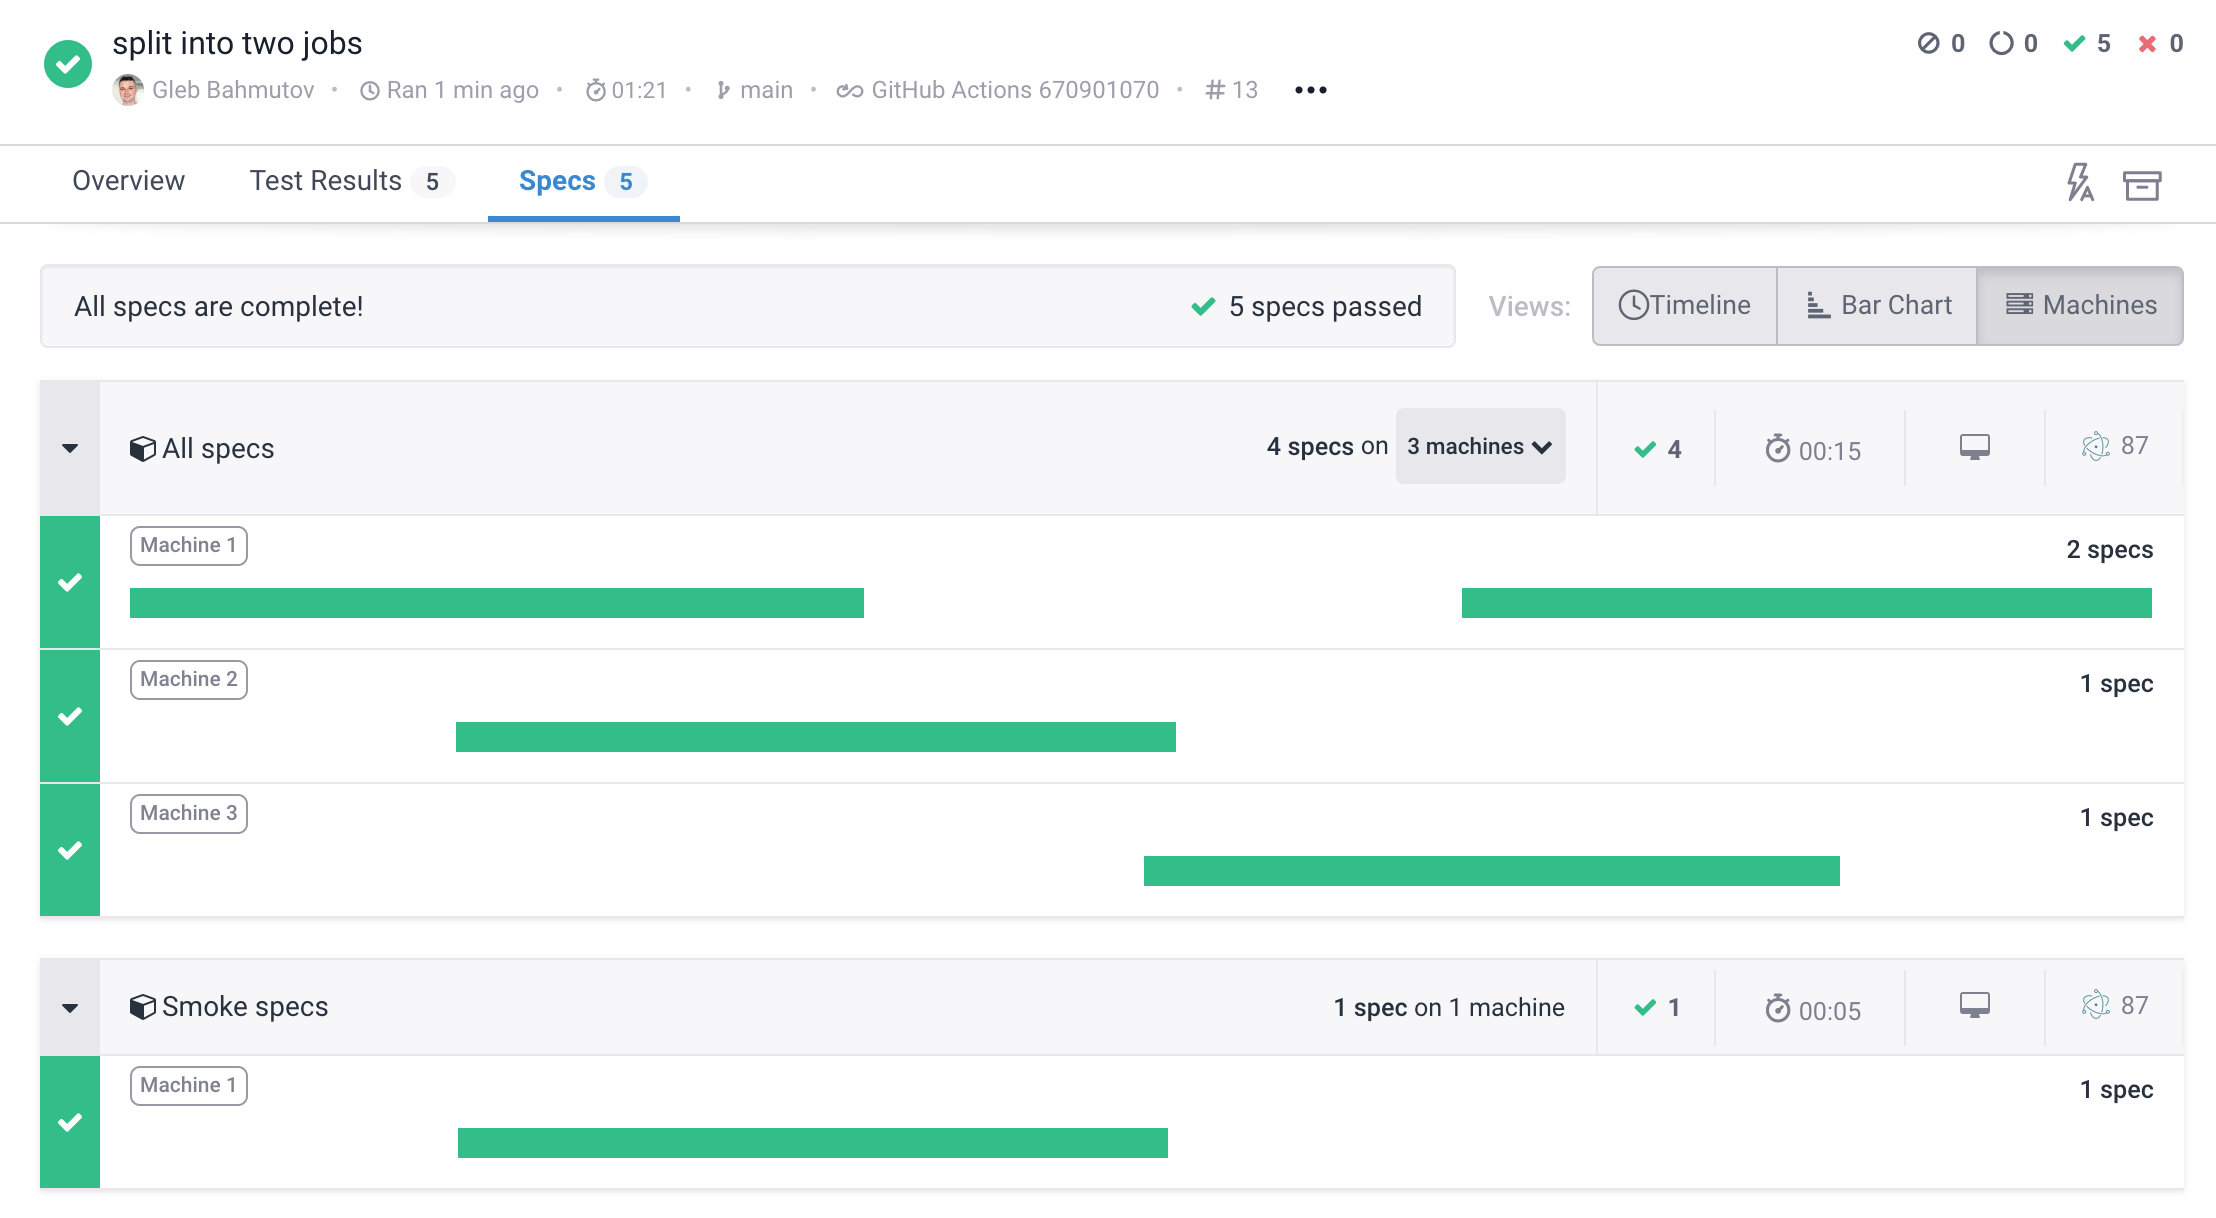 split into two jobs
0 0 5 0
Gleb Bahmutov • Ran 1 min ago • 01:21 • main • GitHub Actions 670901070 • # 13 •••
Overview Test Results 5 Specs 5
All specs are complete! 5 specs passed Views: Timeline Bar Chart Machines
All specs 4 specs on 3 machines 4 00:15 87
Machine 1 2 specs
Machine 2 1 spec
Machine 3 1 spec
Smoke specs 1 spec on 1 machine 1 00:05 87
Machine 1 1 spec